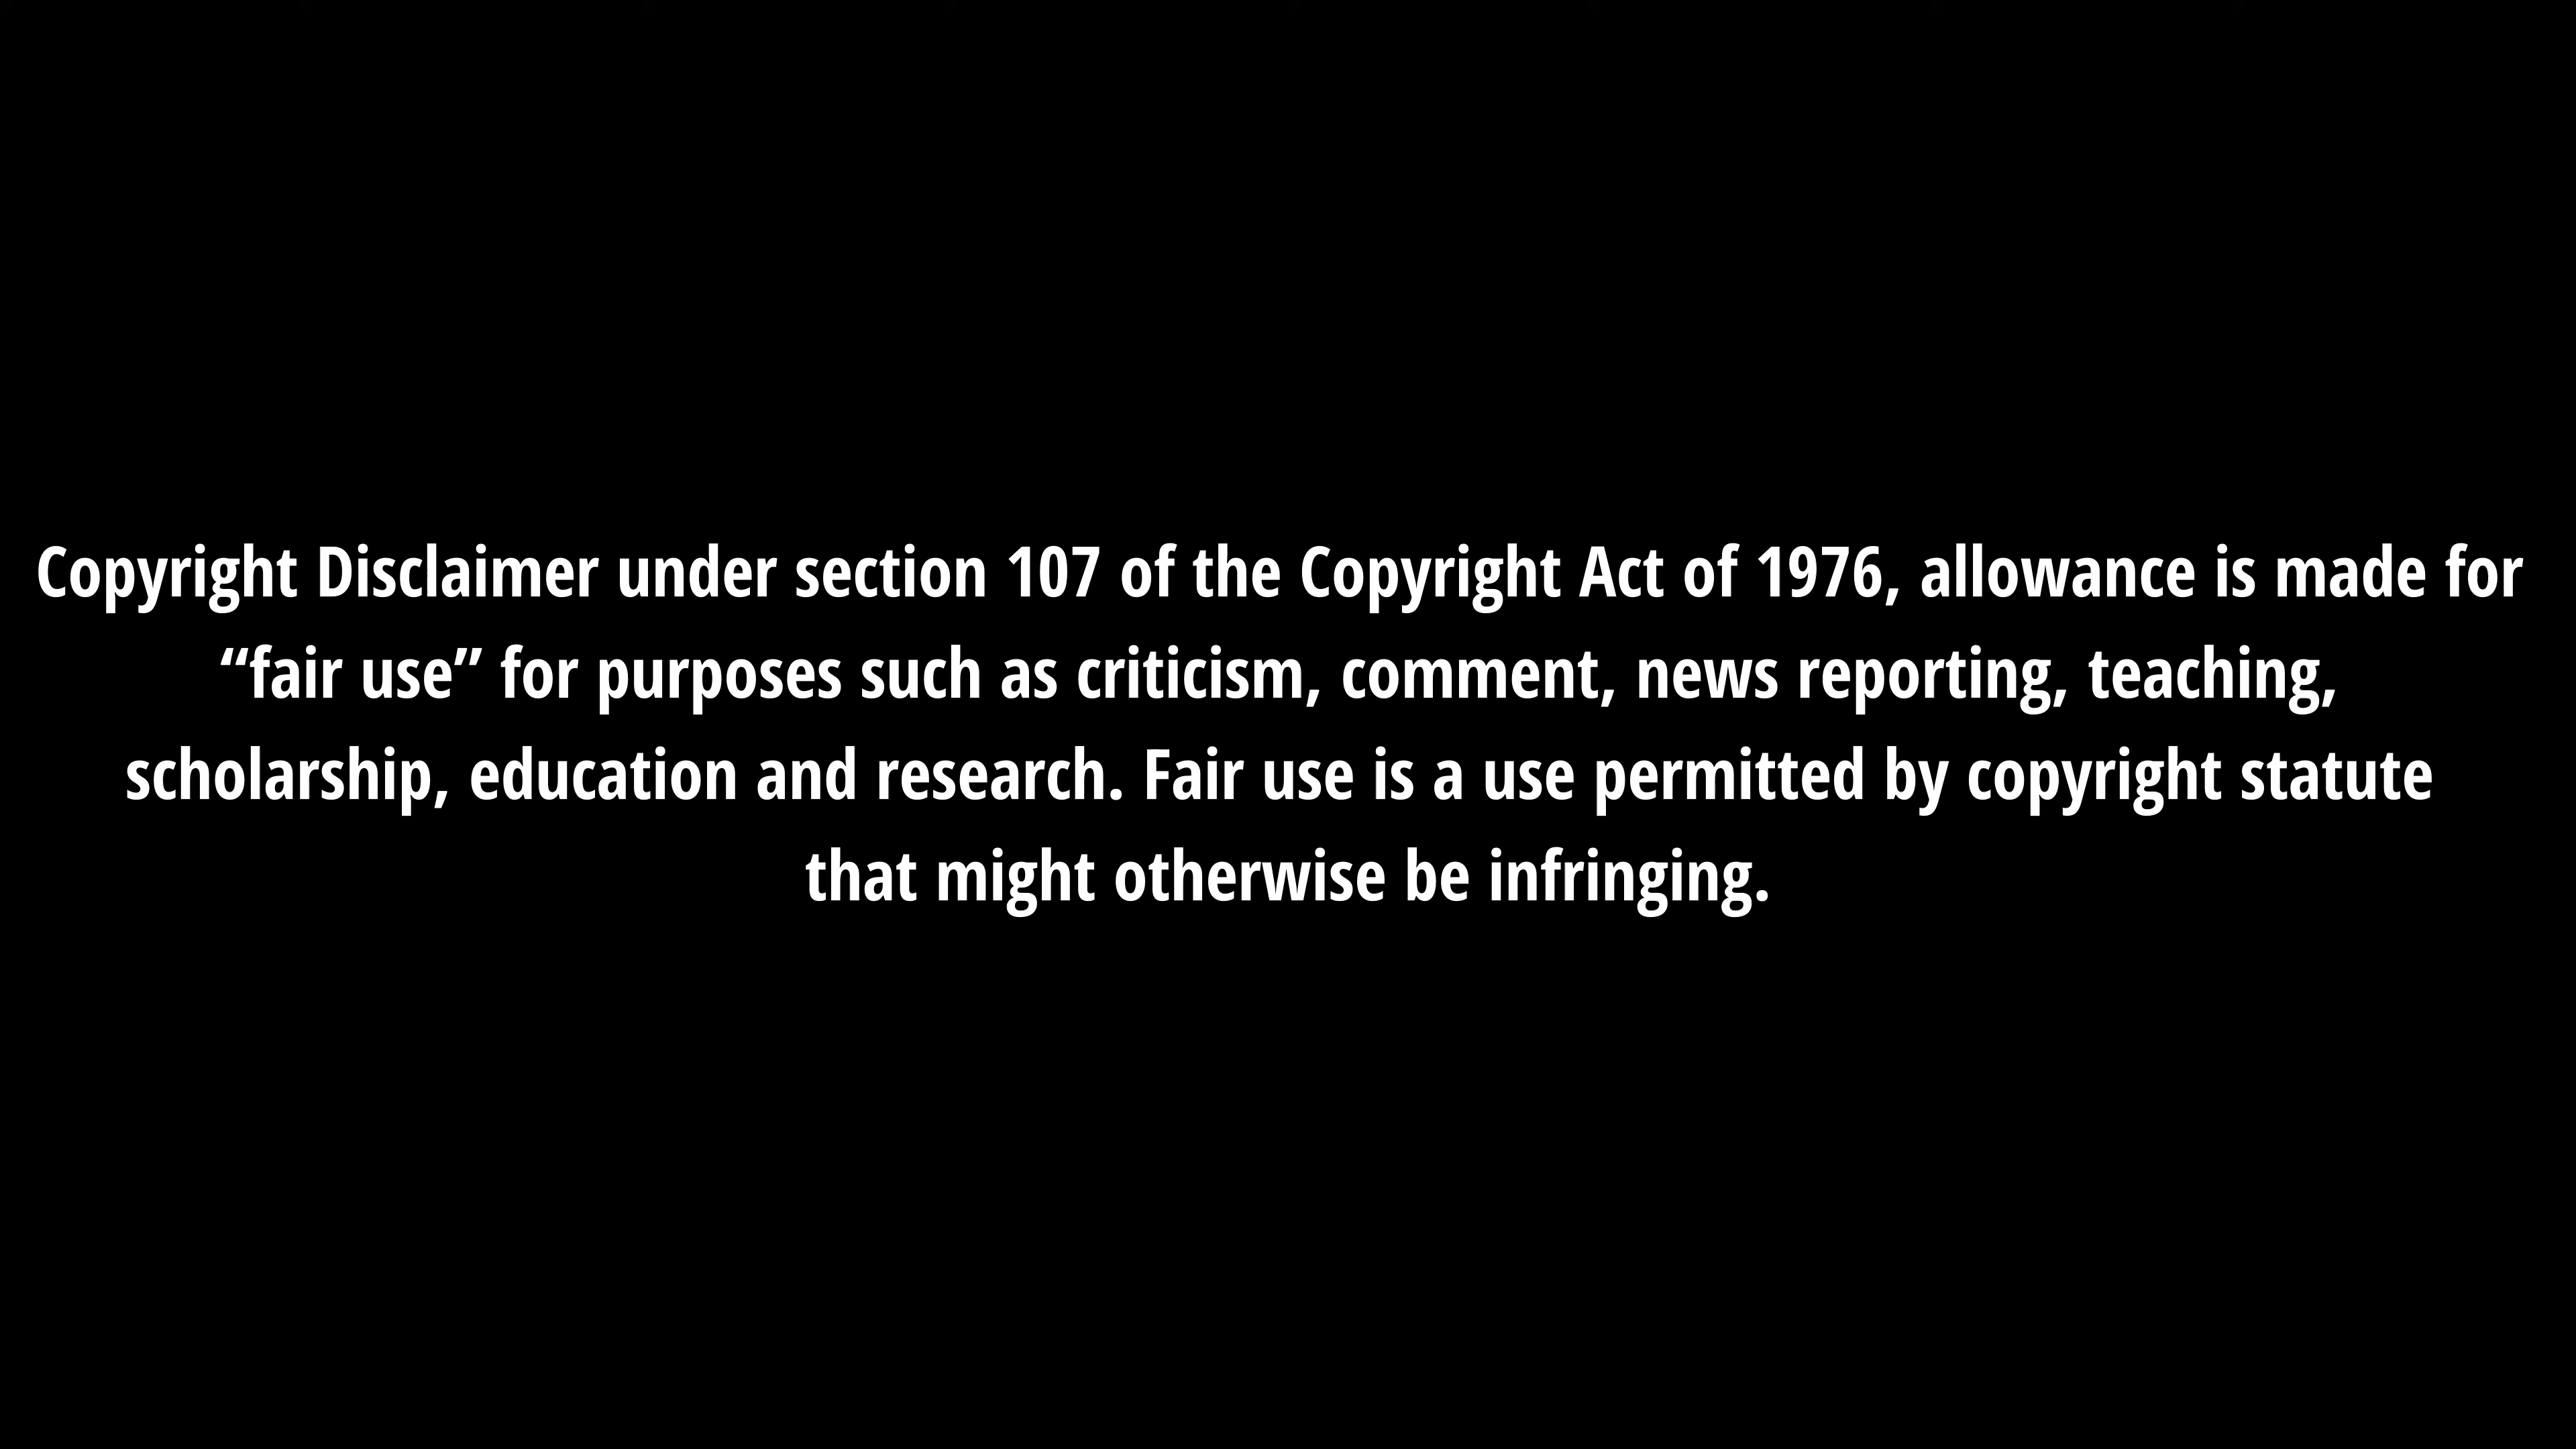 Copyright Disclaimer under section 107 of the Copyright Act of 1976, allowance is made for
“fair use” for purposes such as criticism, comment, news reporting, teaching,
scholarship, education and research. Fair use is a use permitted by copyright statute
that might otherwise be infringing.